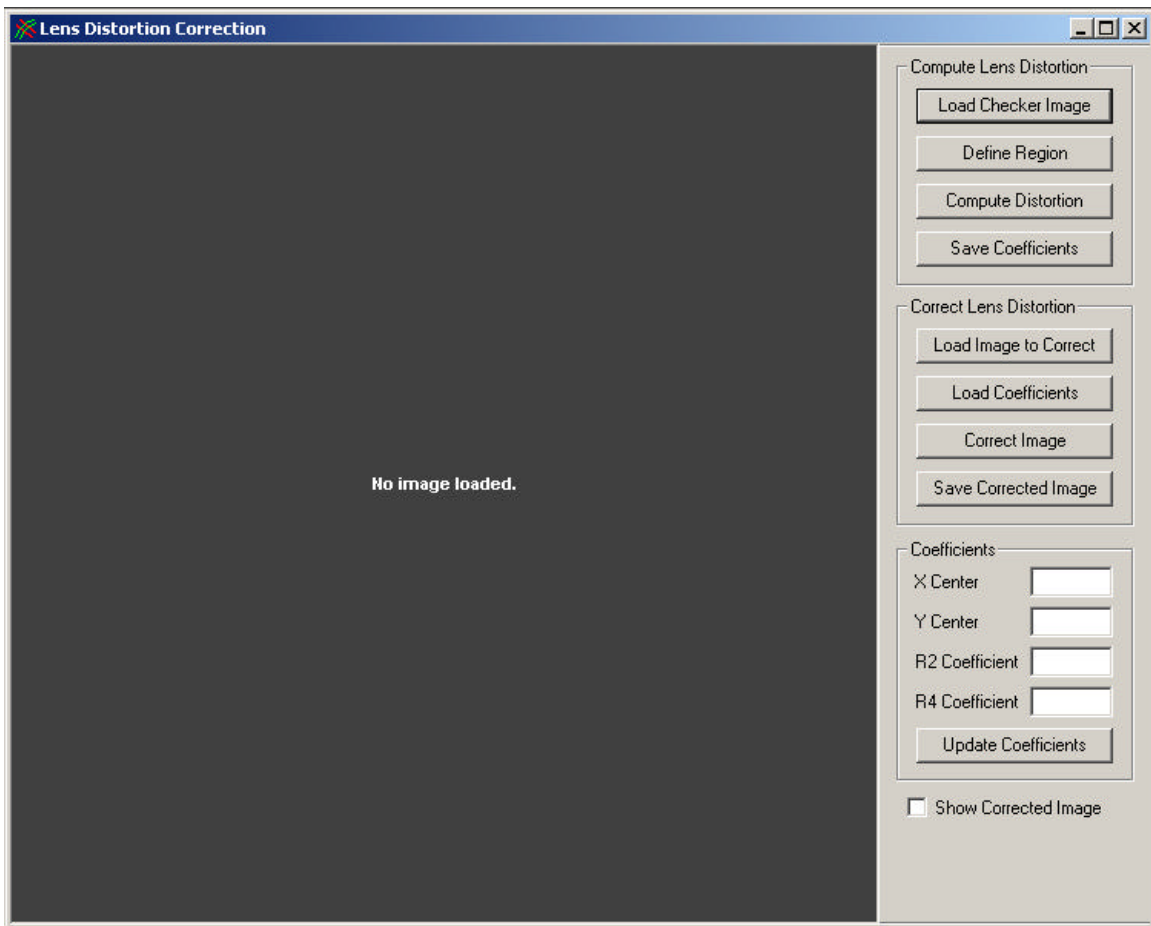 Lens Distortion Correction
No image loaded.
Compute Lens Distortion
Load Checker Image
Define Region
Compute Distortion
Save Coefficients
Correct Lens Distortion
Load Image to Correct
Load Coefficients
Correct Image
Save Corrected Image
Coefficients
X Center
Y Center
R2 Coefficient
R4 Coefficient
Update Coefficients
Show Corrected Image